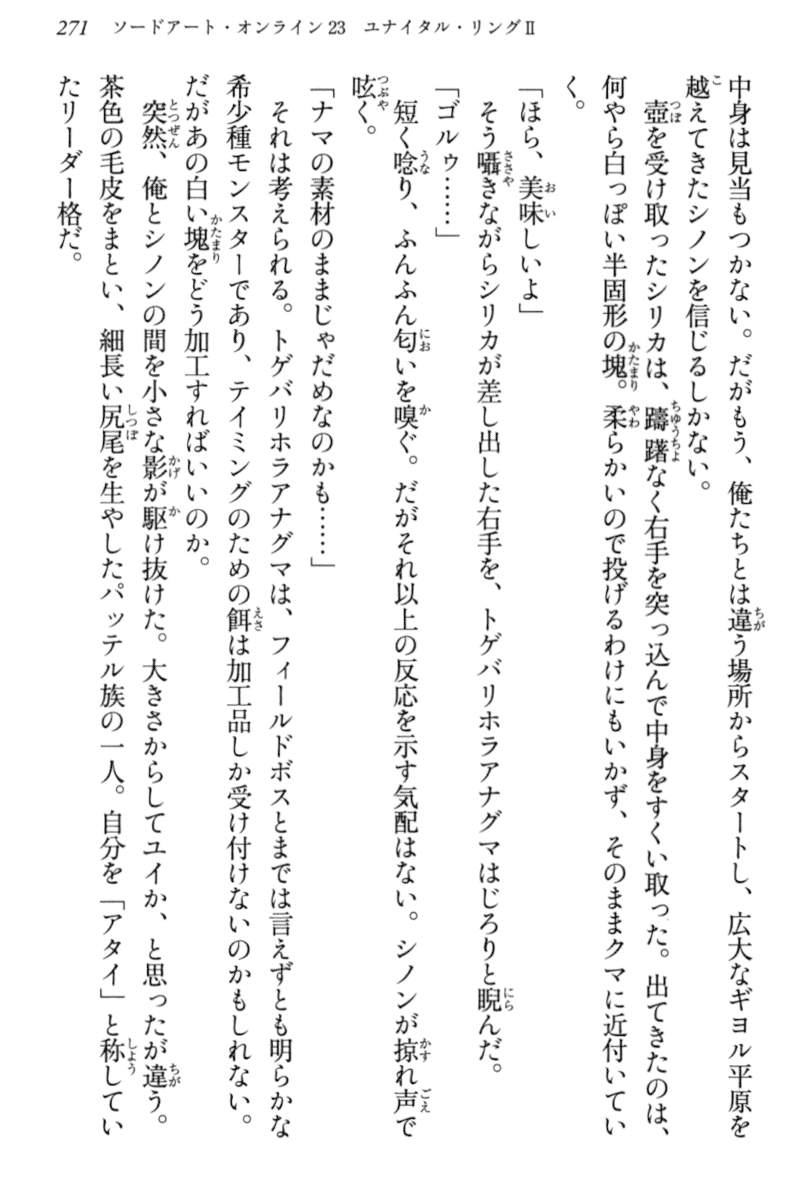 271 ソードアート・オンライン23 ユナイタル・リングⅡ
中身は見当もつかない。だがもう、俺たちとは違う場所からスタートし、広大なギヨル平原を
越えてきたシノンを信じるしかない。
壺を受け取ったシリカは、躊躇なく右手を突っ込んで中身をすくい取った。出てきたのは、
何やら白っぽい半固形の塊。柔らかいので投げるわけにもいかず、そのままクマに近付いてい
く。
「ほら、美味しいよ」
そう囁きながらシリカが差し出した右手を、トゲバリホラアナグマはじろりと睨んだ。
「ゴルゥ……」
短く唸り、ふんふん匂いを嗅ぐ。だがそれ以上の反応を示す気配はない。シノンが掠れ声で
呟く。
「ナマの素材のままじゃだめなのかも……」
それは考えられる。トゲバリホラアナグマは、フィールドボスとまでは言えずとも明らかな
希少種モンスターであり、テイミングのための餌は加工品しか受け付けないのかもしれない。
だがあの白い塊をどう加工すればいいのか。
突然、俺とシノンの間を小さな影が駆け抜けた。大きさからしてユイか、と思ったが違う。
茶色の毛皮をまとい、細長い尻尾を生やしたパッテル族の一人。自分を「アタイ」と称してい
たリーダー格だ。